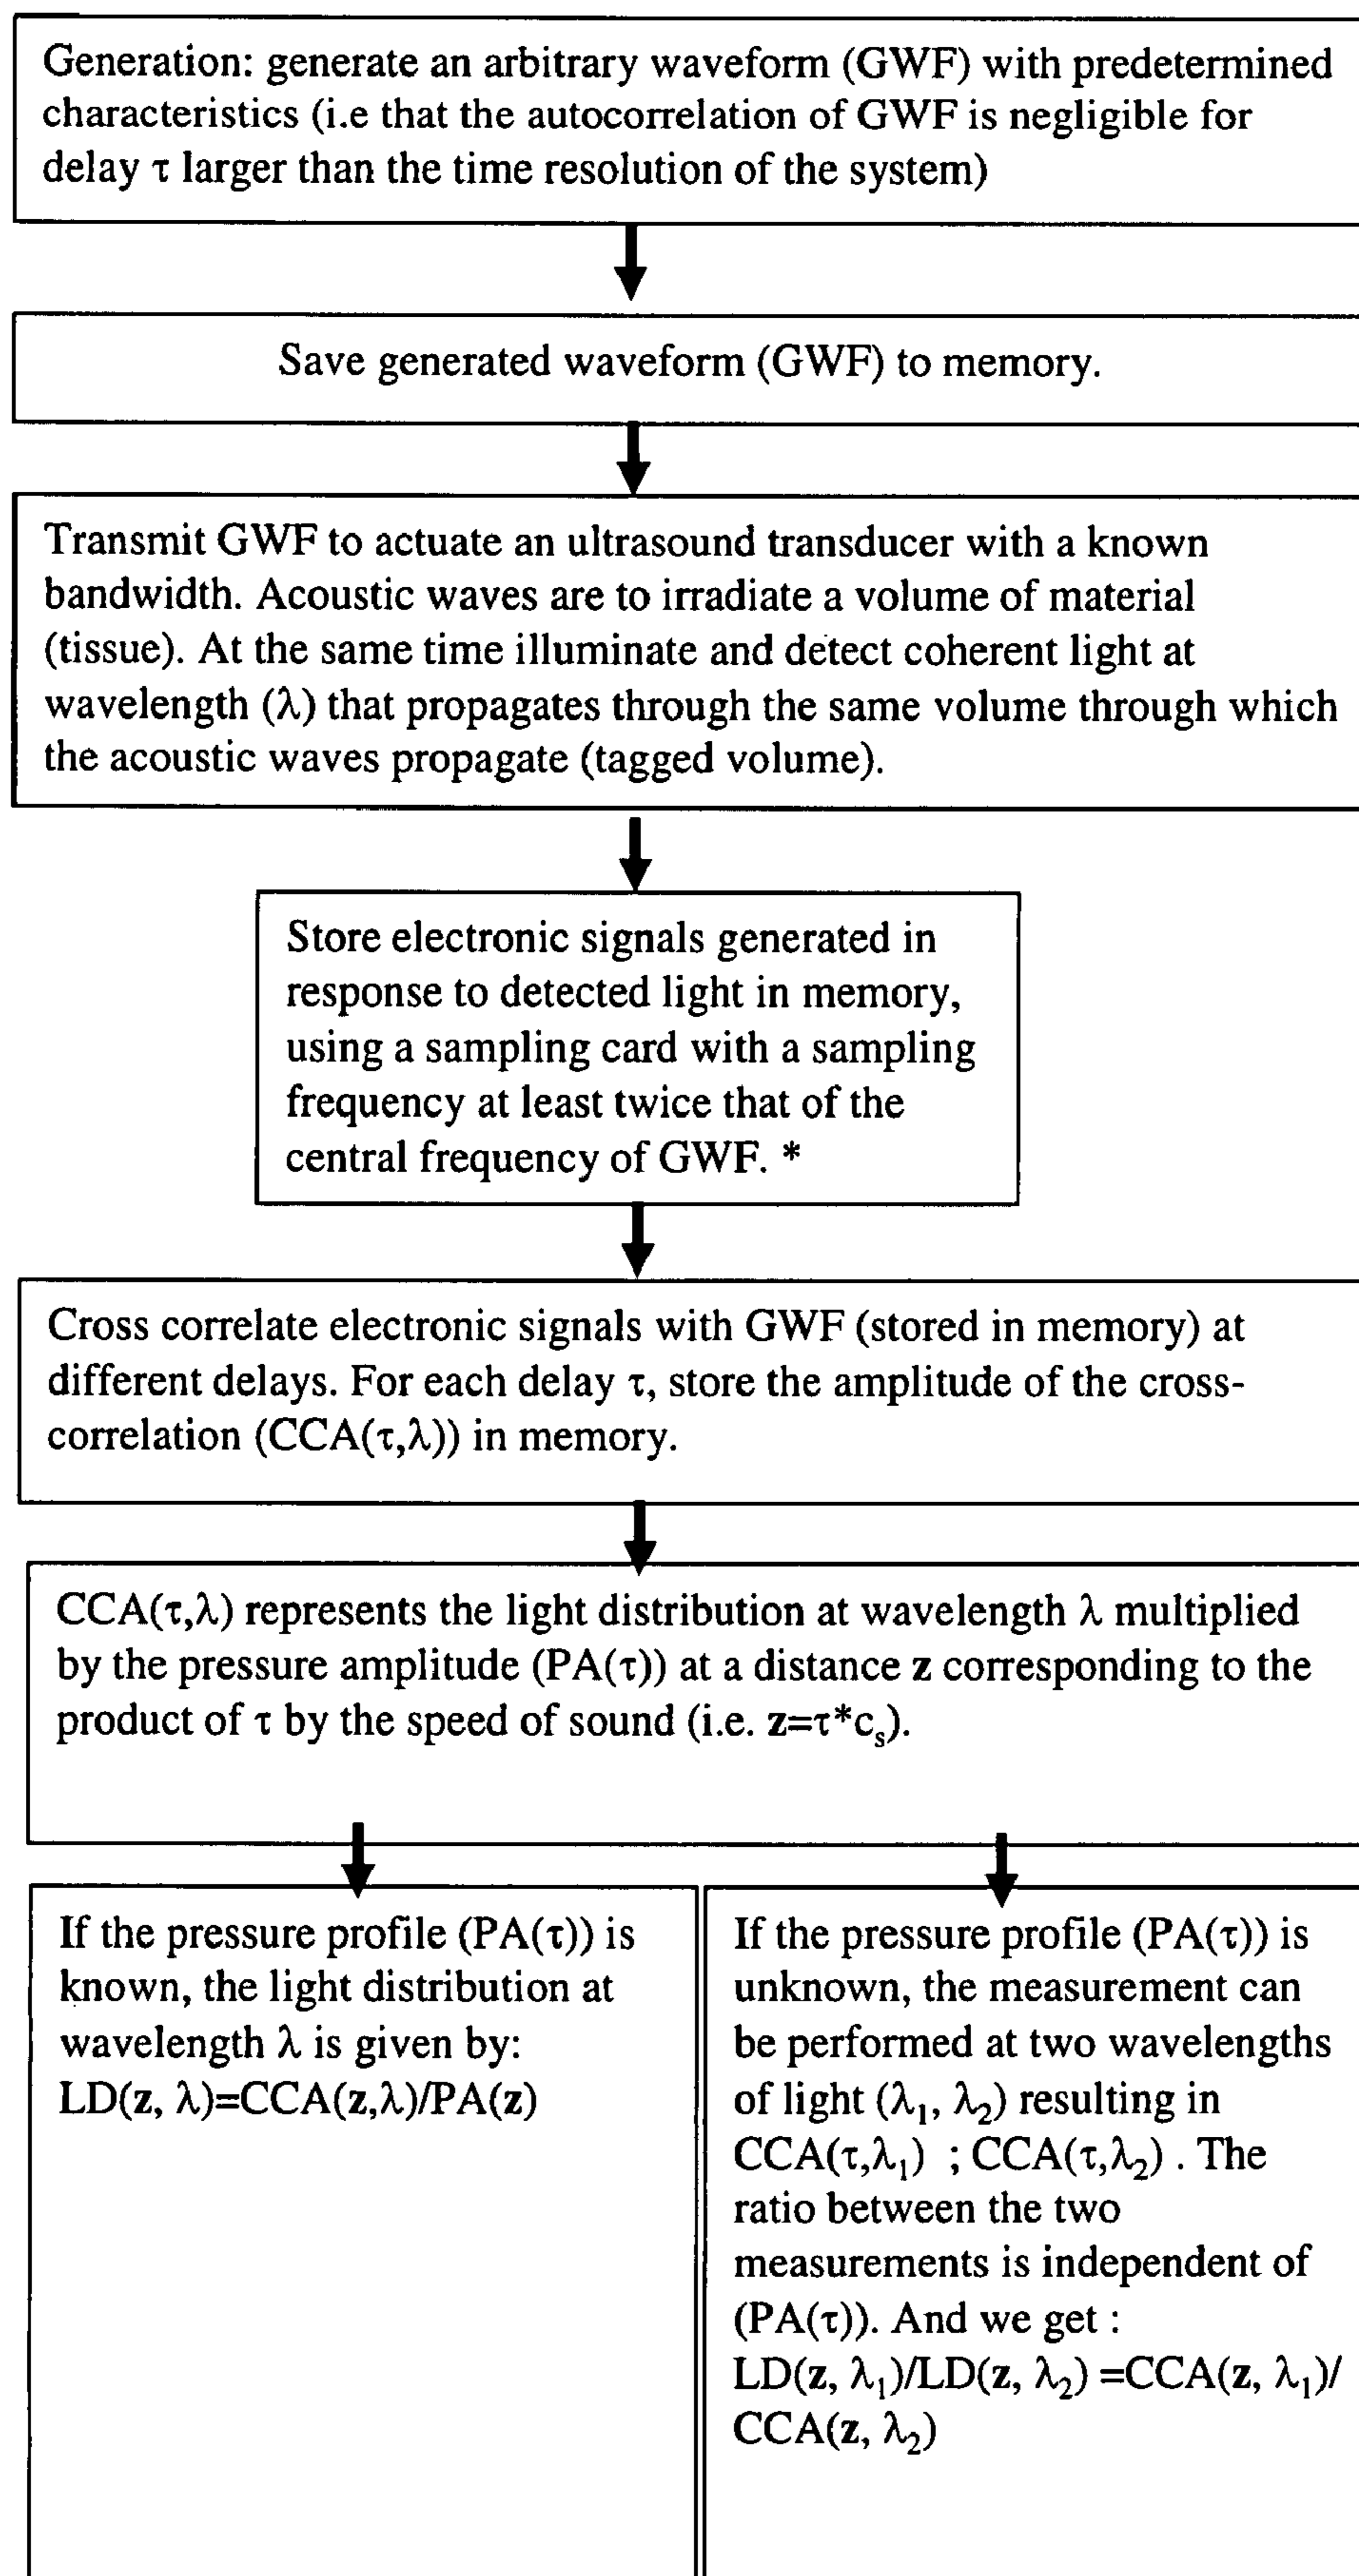 Generation: generate an arbitrary waveform (GWF) with predetermined
characteristics (i.e that the autocorrelation of GWF is negligible for
delay τ larger than the time resolution of the system)
Save generated waveform (GWF) to memory.
Transmit GWF to actuate an ultrasound transducer with a known
bandwidth. Acoustic waves are to irradiate a volume of material
(tissue). At the same time illuminate and detect coherent light at
wavelength (λ) that propagates through the same volume through which
the acoustic waves propagate (tagged volume).
Store electronic signals generated in
response to detected light in memory,
using a sampling card with a sampling
frequency at least twice that of the
central frequency of GWF. *
Cross correlate electronic signals with GWF (stored in memory) at
different delays. For each delay τ, store the amplitude of the cross-
correlation (CCA(τ,λ)) in memory.
CCA(τ,λ) represents the light distribution at wavelength λ multiplied
by the pressure amplitude (PA(τ)) at a distance z corresponding to the
product of τ by the speed of sound (i.e. z=τ*cₛ).
If the pressure profile (PA(τ)) is
known, the light distribution at
wavelength λ is given by:
LD(z, λ)=CCA(z,λ)/PA(z)
If the pressure profile (PA(τ)) is
unknown, the measurement can
be performed at two wavelengths
of light (λ₁, λ₂) resulting in
CCA(τ,λ₁) ; CCA(τ,λ₂) . The
ratio between the two
measurements is independent of
(PA(τ)). And we get :
LD(z, λ₁)/LD(z, λ₂) =CCA(z, λ₁)/
CCA(z, λ₂)